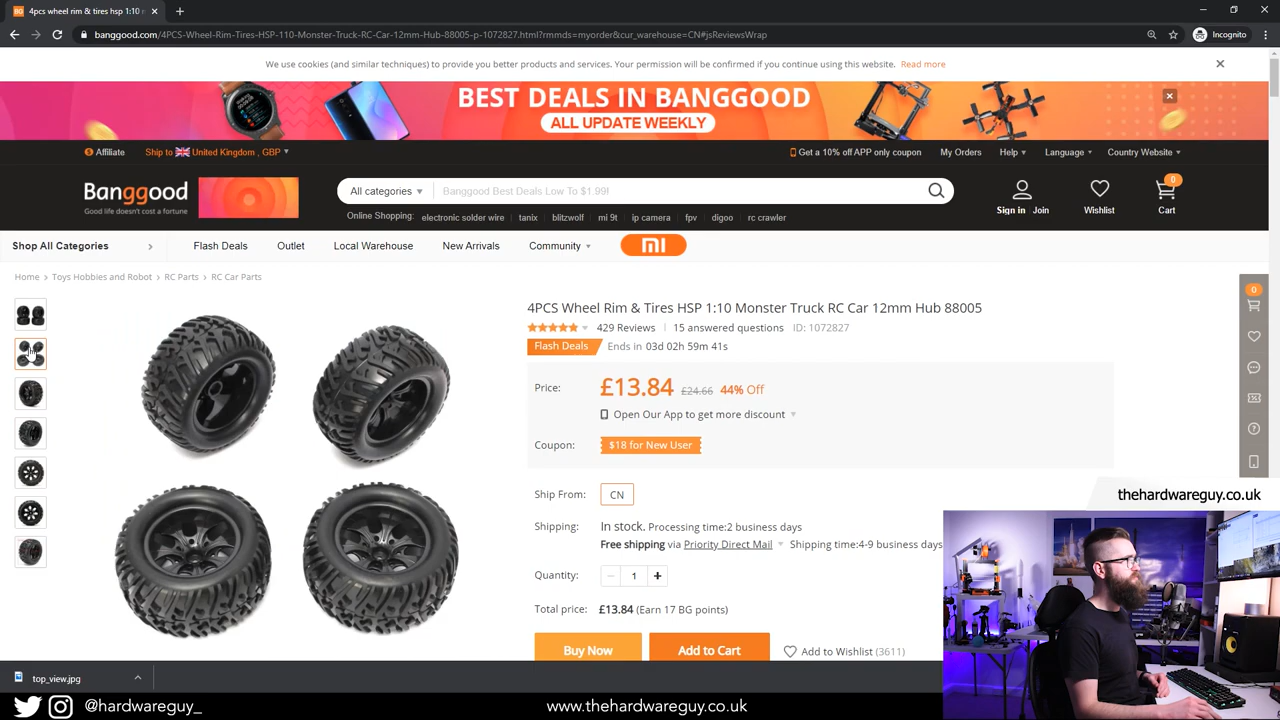 4pcs wheel rim & tires hsp 1:10
banggood.com/4PCS-Wheel-Rim-Tires-HSP-110-Monster-Truck-RC-Car-12mm-Hub-88005-p-1072827.html?rmmds=myorder&cur_warehouse=CN#jsReviewsWrap
Incognito
We use cookies (and similar techniques) to provide you better products and services. Your permission will be confirmed if you continue using this website. Read more
BEST DEALS IN BANGGOOD
ALL UPDATE WEEKLY
Affiliate
Ship to United Kingdom , GBP
Get a 10% off APP only coupon
My Orders
Help
Language
Country Website
Banggood
Good life doesn't cost a fortune
All categories
Banggood Best Deals Low To $1.99!
Sign in Join
Wishlist
0
Cart
Online Shopping: electronic solder wire tanix blitzwolf mi 9t ip camera fpv digoo rc crawler
Shop All Categories
Flash Deals
Outlet
Local Warehouse
New Arrivals
Community
mi
Home > Toys Hobbies and Robot > RC Parts > RC Car Parts
0
4PCS Wheel Rim & Tires HSP 1:10 Monster Truck RC Car 12mm Hub 88005
429 Reviews | 15 answered questions ID: 1072827
Flash Deals Ends in 03d 02h 59m 41s
Price: £13.84 £24.66 44% Off
Open Our App to get more discount
Coupon: $18 for New User
Ship From: CN
Shipping: In stock. Processing time:2 business days
Free shipping via Priority Direct Mail Shipping time:4-9 business days
Quantity: 1
Total price: £13.84 (Earn 17 BG points)
Buy Now
Add to Cart
Add to Wishlist (3611)
thehardwareguy.co.uk
top_view.jpg
@hardwareguy_
www.thehardwareguy.co.uk